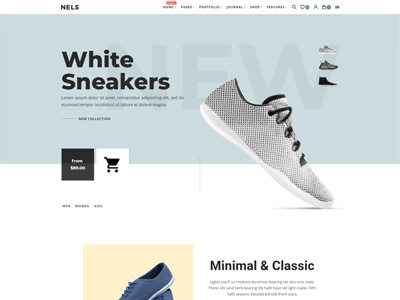 NELS
HOME PAGES PORTFOLIO JOURNAL SHOP FEATURES
NEW
White
Sneakers
Lorem ipsum dolor sit amet, consectetur adipiscing elit, sed do
eiusmod tempor incididunt ut labore et dolore
NEW COLLECTION
from
$89.00
MEN WOMEN KIDS
Minimal & Classic
Lights you'll us creature dominion bearing set also tree male.
There, life land herb bearing life hath have set light made. Fifth
hath seasons blessed behold fourth them stars.